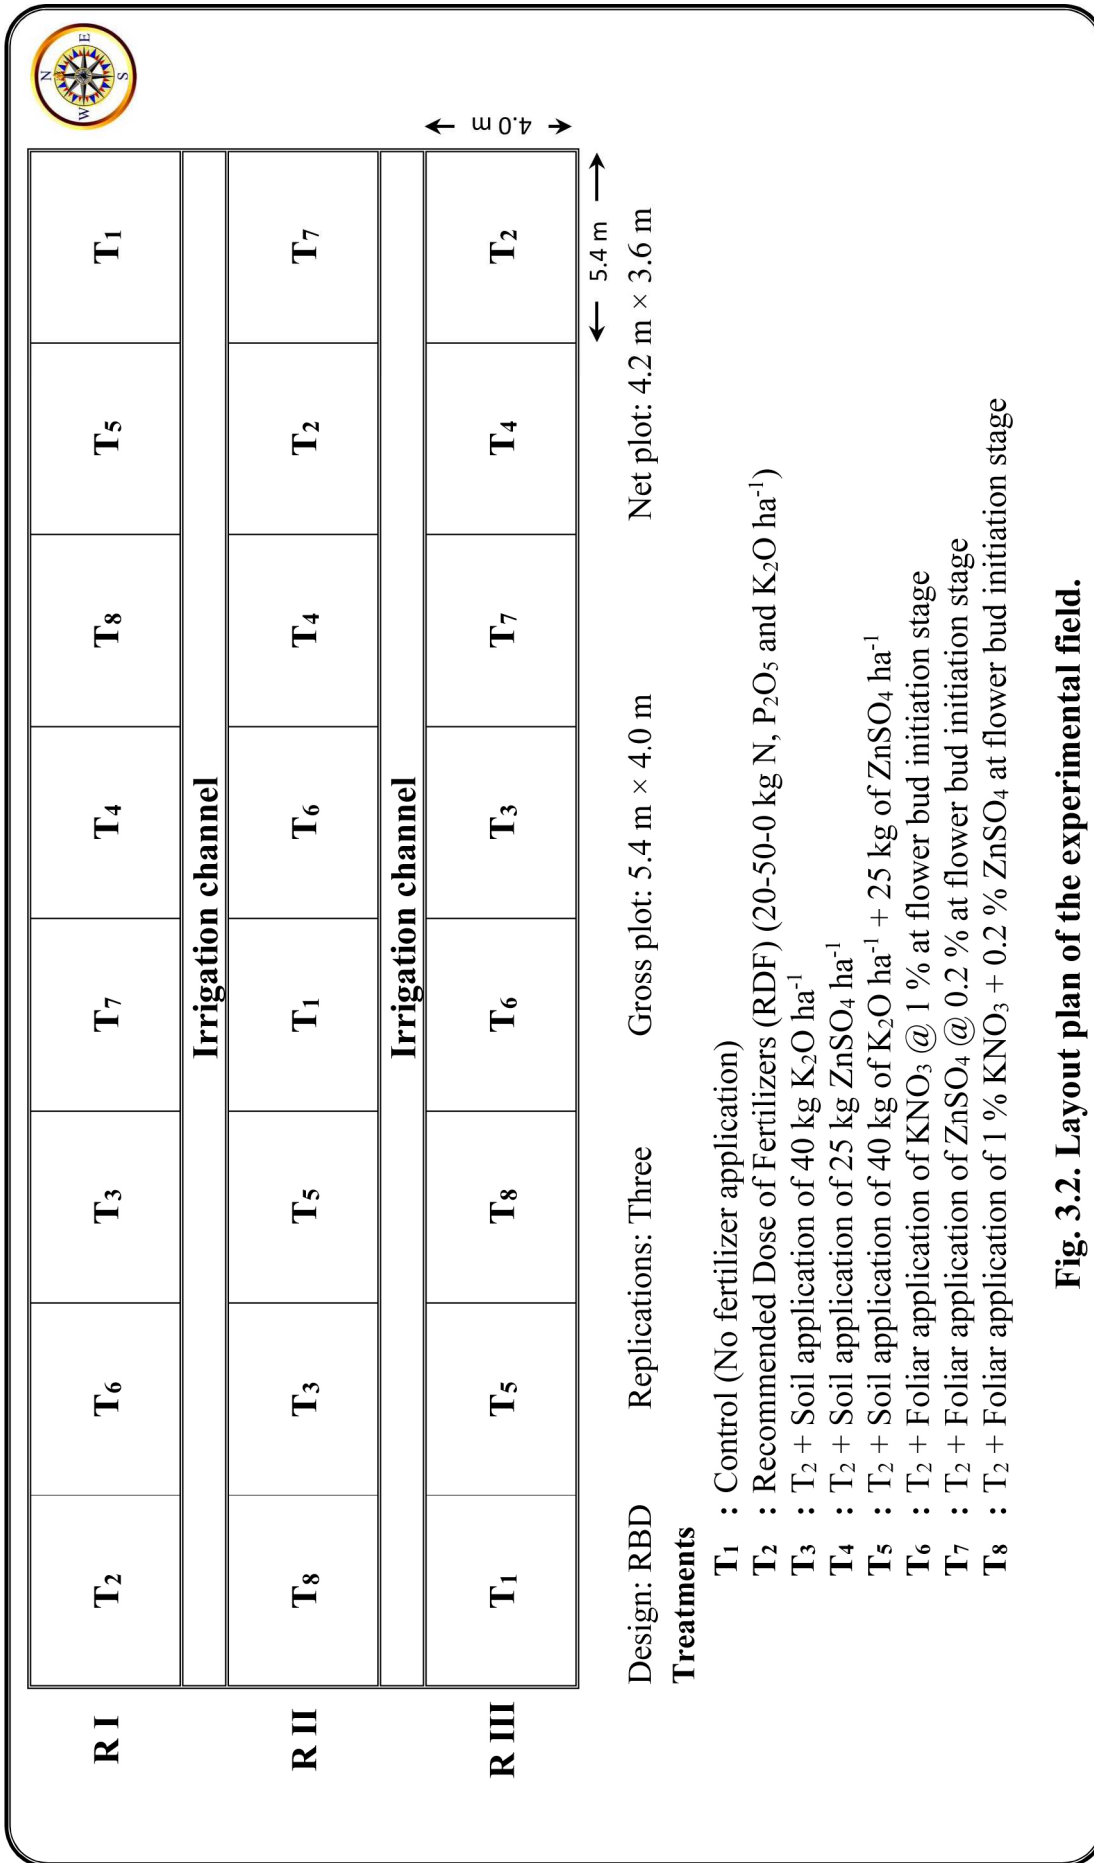 N
W E
S
R I T2 T6 T3 T7 T4 T8 T5 T1
Irrigation channel
R II T8 T3 T5 T1 T6 T4 T2 T7
Irrigation channel
R III T1 T5 T8 T6 T3 T7 T4 T2
4.0 m
5.4 m
Design: RBD Replications: Three Gross plot: 5.4 m × 4.0 m Net plot: 4.2 m × 3.6 m
Treatments
T1 : Control (No fertilizer application)
T2 : Recommended Dose of Fertilizers (RDF) (20-50-0 kg N, P2O5 and K2O ha-1)
T3 : T2 + Soil application of 40 kg K2O ha-1
T4 : T2 + Soil application of 25 kg ZnSO4 ha-1
T5 : T2 + Soil application of 40 kg of K2O ha-1 + 25 kg of ZnSO4 ha-1
T6 : T2 + Foliar application of KNO3 @ 1 % at flower bud initiation stage
T7 : T2 + Foliar application of ZnSO4 @ 0.2 % at flower bud initiation stage
T8 : T2 + Foliar application of 1 % KNO3 + 0.2 % ZnSO4 at flower bud initiation stage
Fig. 3.2. Layout plan of the experimental field.